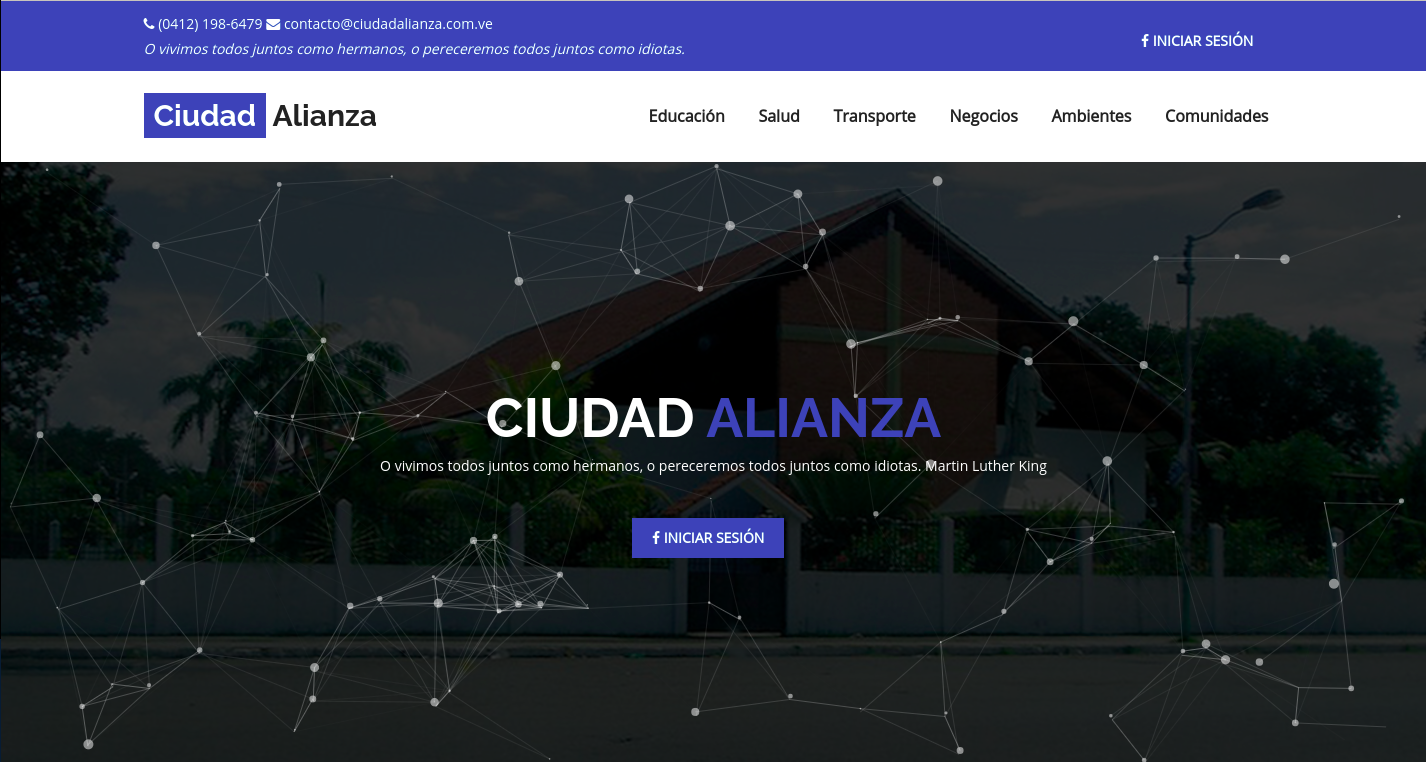 (0412) 198-6479 contacto@ciudadalianza.com.ve
O vivimos todos juntos como hermanos, o pereceremos todos juntos como idiotas.
INICIAR SESIÓN
Ciudad Alianza
Educación Salud Transporte Negocios Ambientes Comunidades
CIUDAD ALIANZA
O vivimos todos juntos como hermanos, o pereceremos todos juntos como idiotas. Martin Luther King
INICIAR SESIÓN